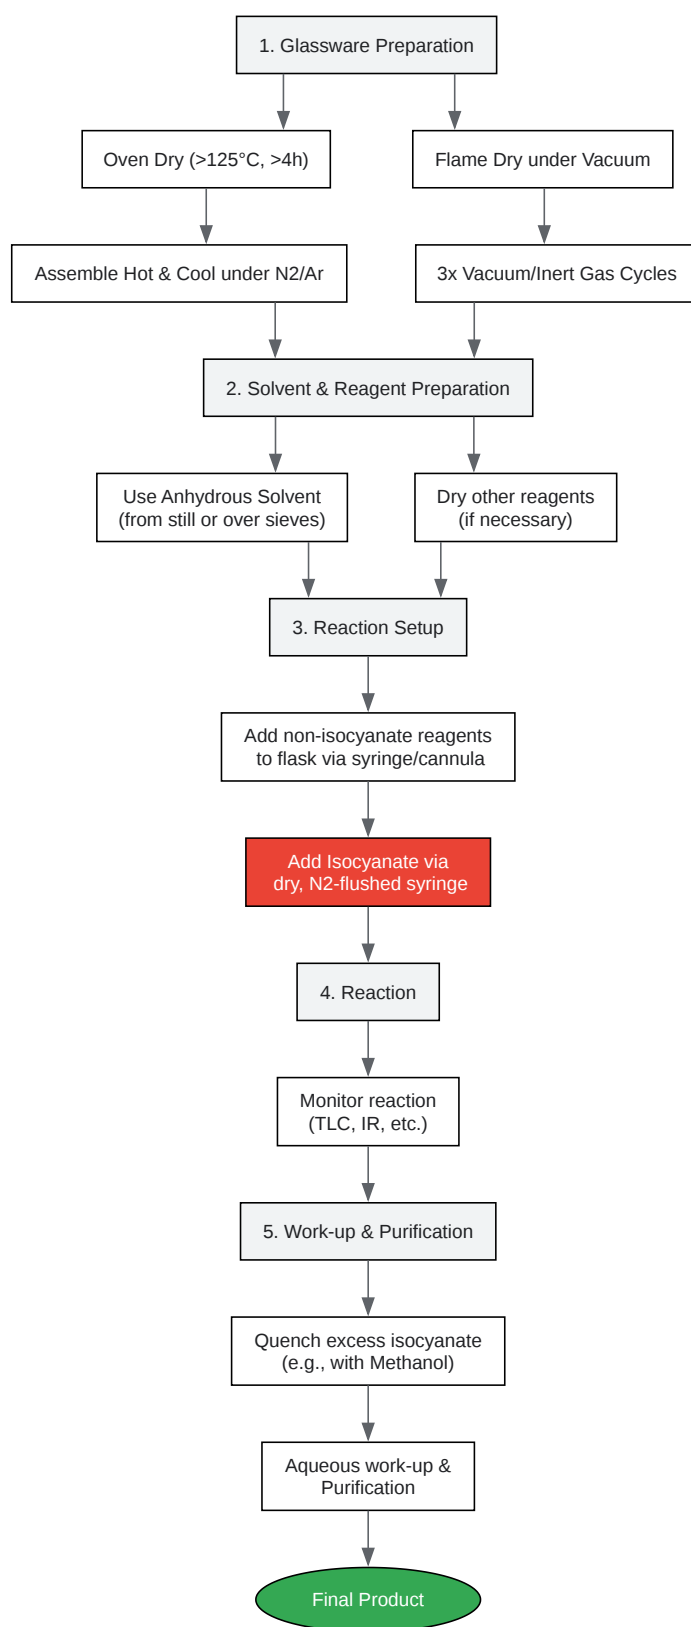 1. Glassware Preparation
Oven Dry (>125°C, >4h)
Flame Dry under Vacuum
Assemble Hot & Cool under N2/Ar
3x Vacuum/Inert Gas Cycles
2. Solvent & Reagent Preparation
Use Anhydrous Solvent
(from still or over sieves)
Dry other reagents
(if necessary)
3. Reaction Setup
Add non-isocyanate reagents
to flask via syringe/cannula
Add Isocyanate via
dry, N2-flushed syringe
4. Reaction
Monitor reaction
(TLC, IR, etc.)
5. Work-up & Purification
Quench excess isocyanate
(e.g., with Methanol)
Aqueous work-up &
Purification
Final Product